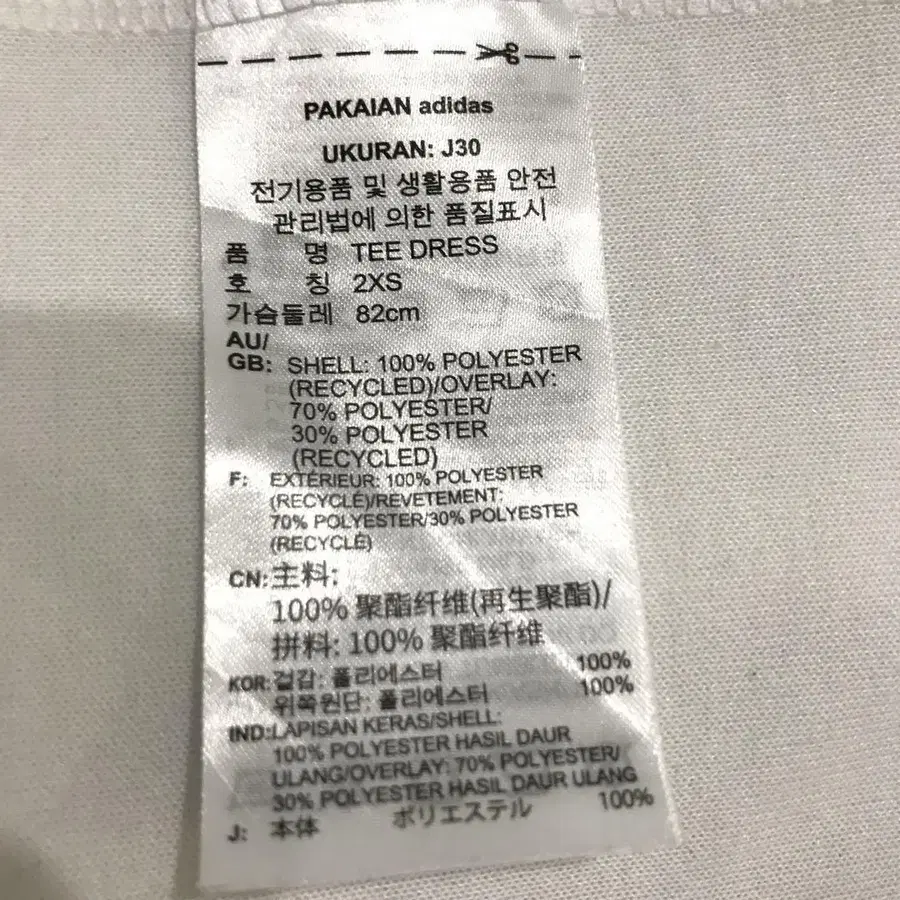 PAKAIAN adidas
UKURAN: J30
전기용품 및 생활용품 안전
관리법에 의한 품질표시
품 명 TEE DRESS
호 칭 2XS
가슴둘레 82cm
AU/
GB: SHELL: 100% POLYESTER
(RECYCLED)/OVERLAY:
70% POLYESTER/
30% POLYESTER
(RECYCLED)
F: EXTÉRIEUR: 100% POLYESTER
(RECYCLÉ)/REVETEMENT:
70% POLYESTER/30% POLYESTER
(RECYCLÉ)
CN: 主料:
100% 聚酯纤维(再生聚酯)/
拼料: 100% 聚酯纤维
KOR: 겉감: 폴리에스터 100%
위쪽원단: 폴리에스터 100%
IND: LAPISAN KERAS/SHELL:
100% POLYESTER HASIL DAUR
ULANG/OVERLAY: 70% POLYESTER/
30% POLYESTER HASIL DAUR ULANG
J: 本体 ポリエステル 100%